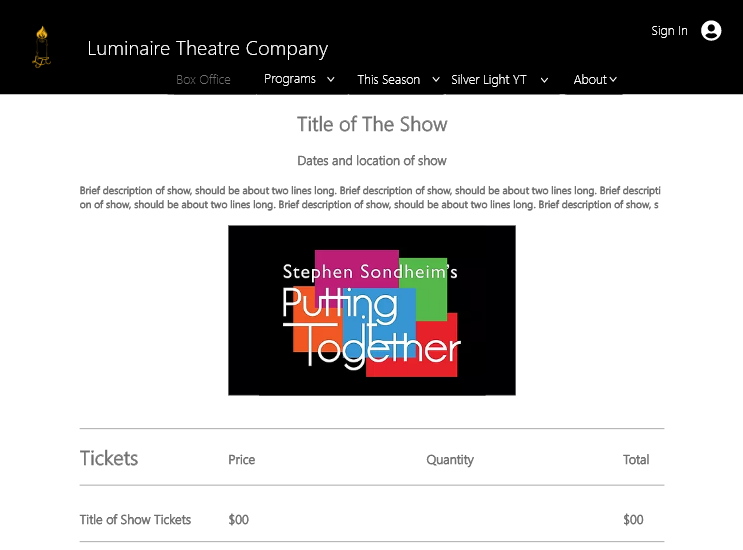 Sign In
Luminaire Theatre Company
Box Office Programs This Season Silver Light YT About
Title of The Show
Dates and location of show
Brief description of show, should be about two lines long. Brief description of show, should be about two lines long. Brief descripti
on of show, should be about two lines long. Brief description of show, should be about two lines long. Brief description of show, s
Stephen Sondheim's
Putting
It
Together
Tickets Price Quantity Total
Title of Show Tickets $00 $00